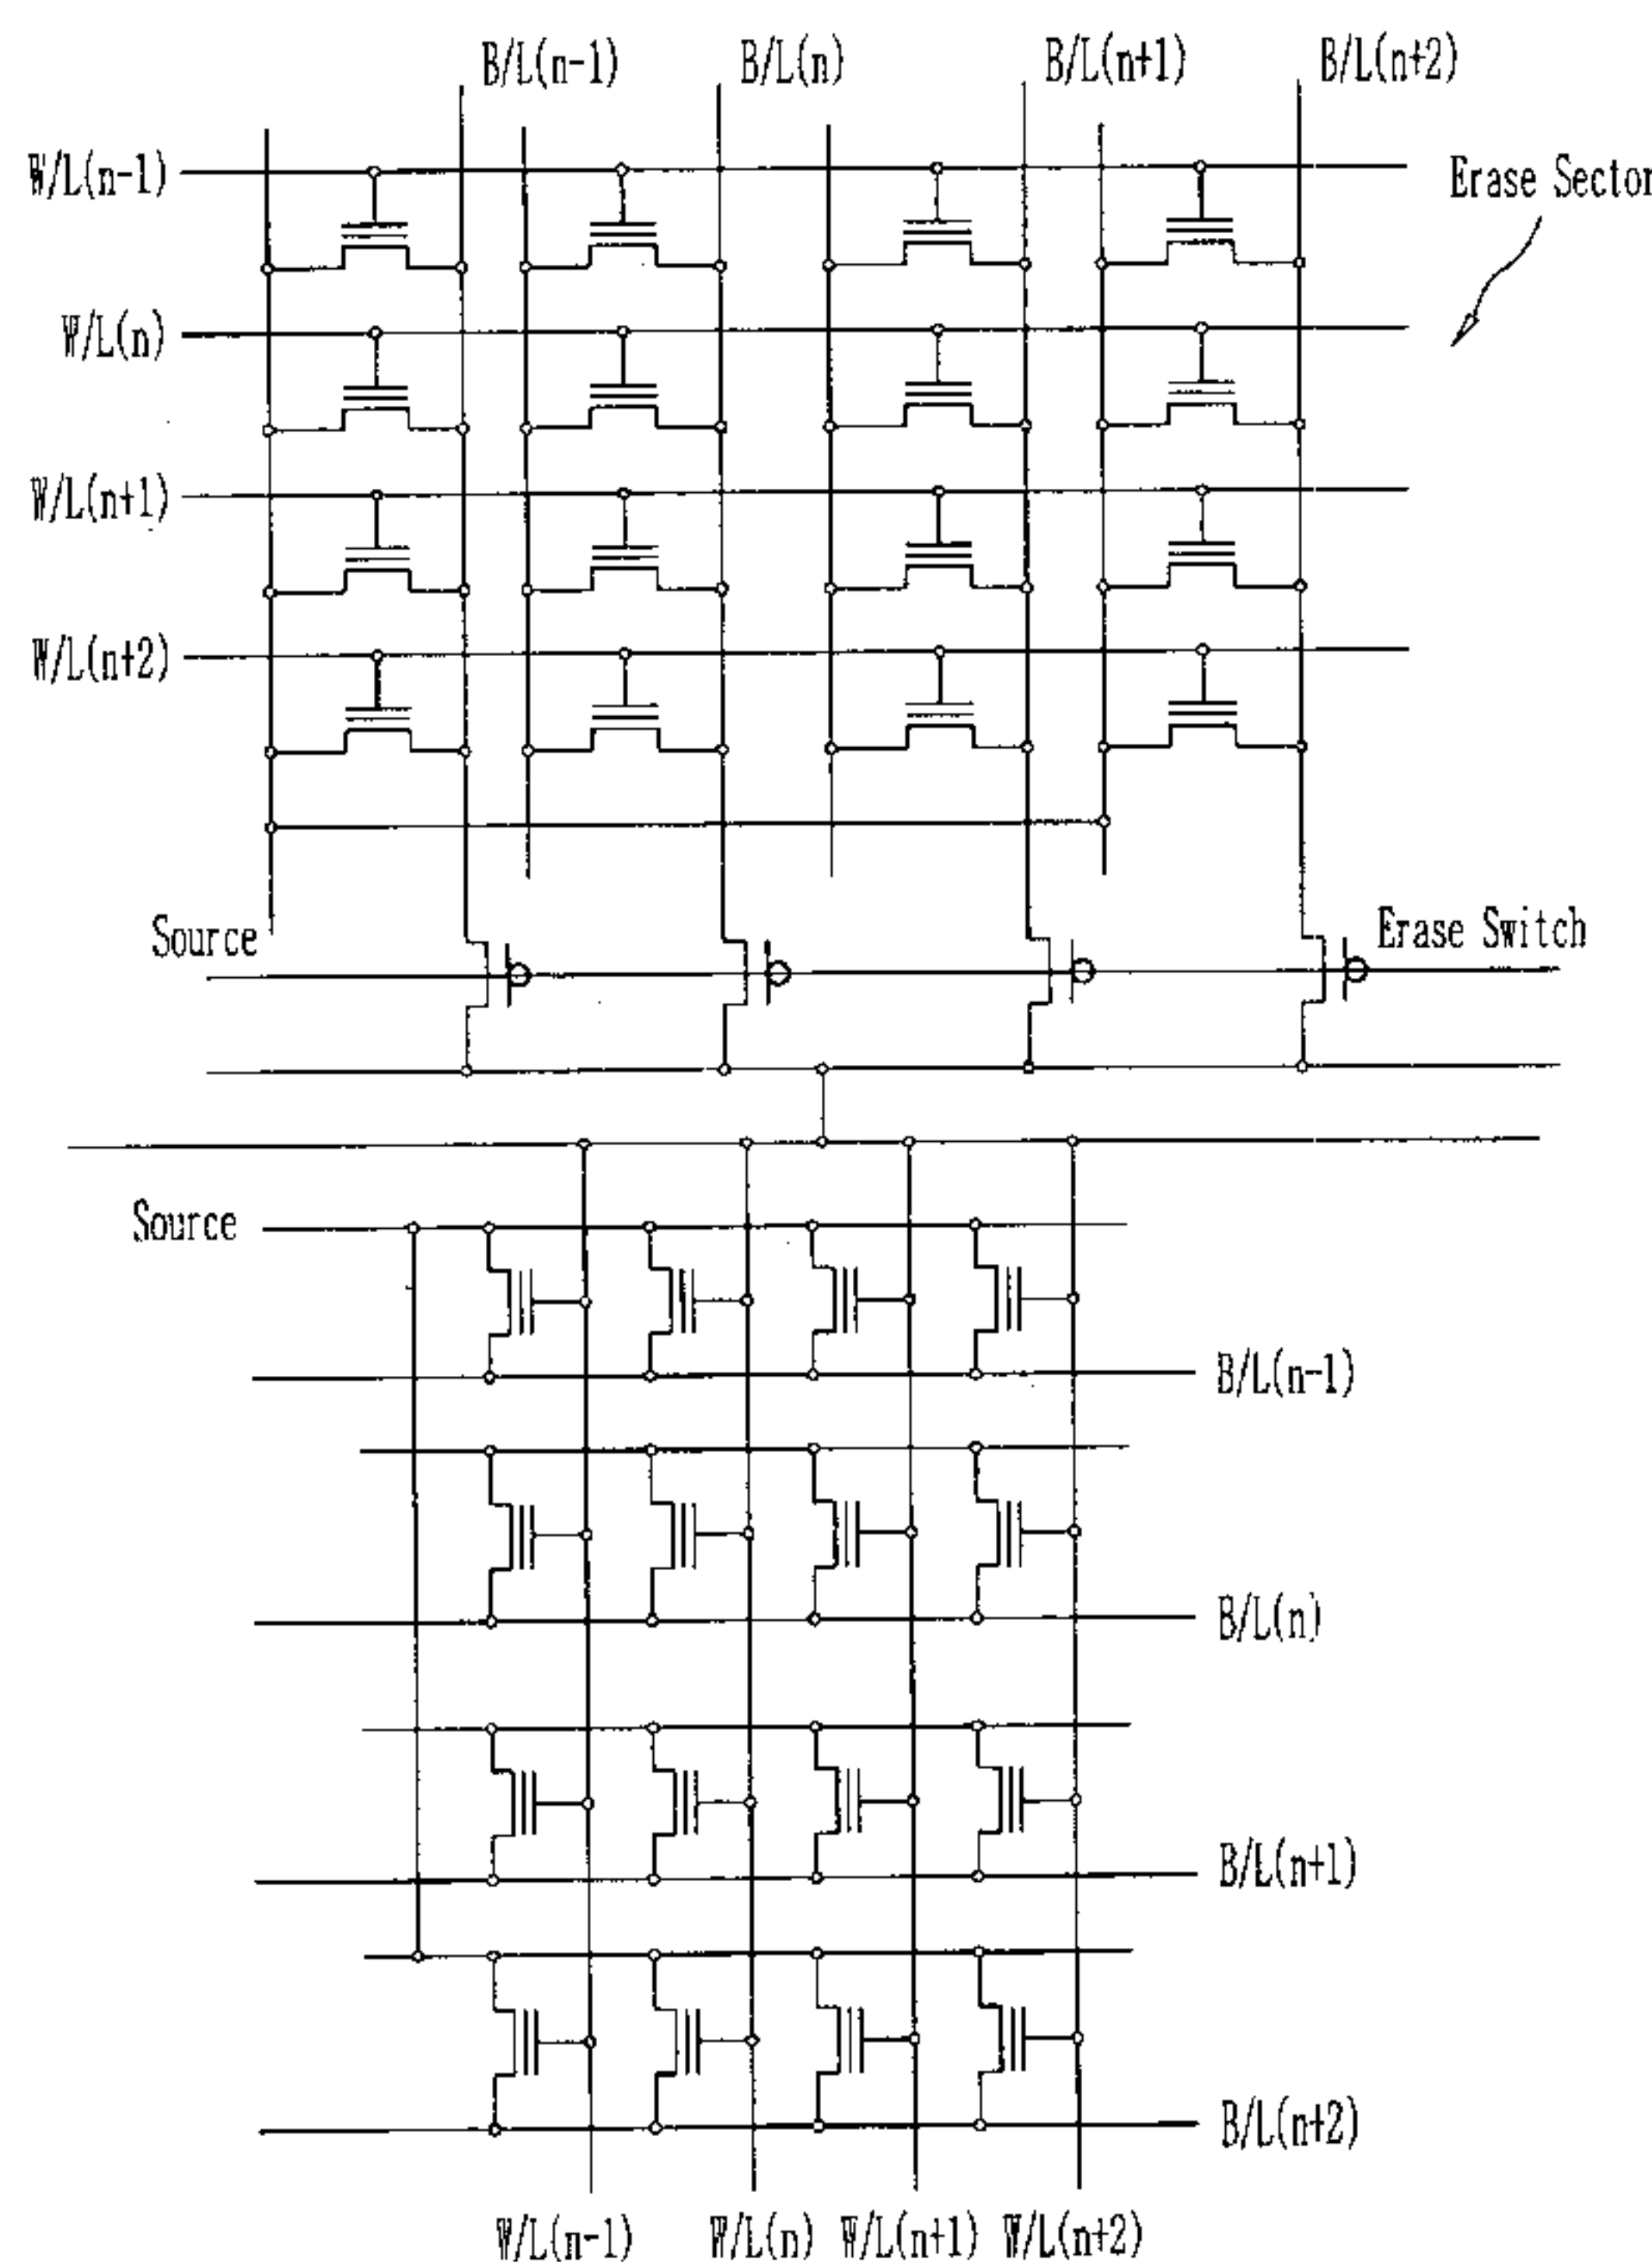 B/L(n-1) B/L(n) B/L(n+1) B/L(n+2)
W/L(n-1)
Erase Sector
W/L(n)
W/L(n+1)
W/L(n+2)
Source
Erase Switch
Source
B/L(n-1)
B/L(n)
B/L(n+1)
B/L(n+2)
W/L(n-1) W/L(n) W/L(n+1) W/L(n+2)